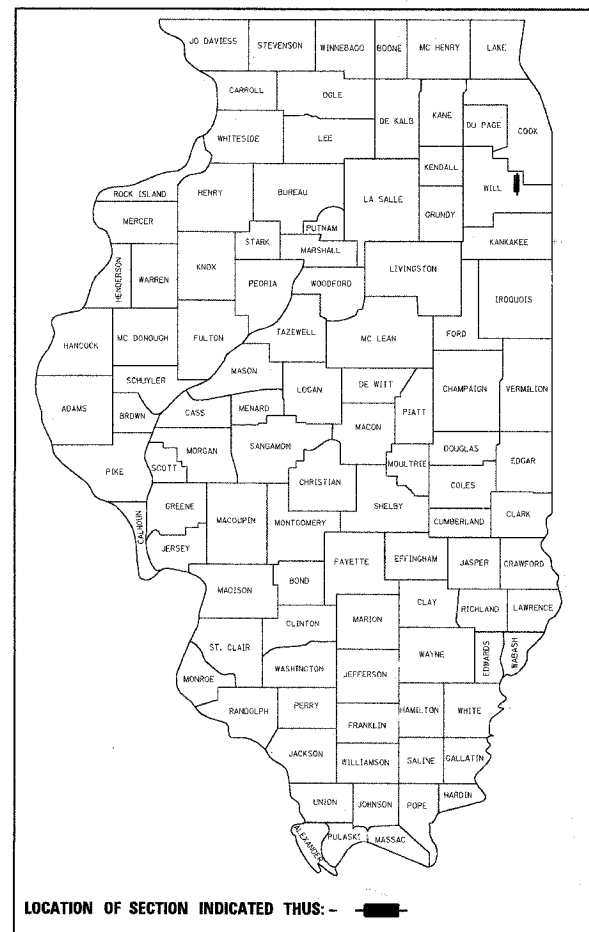 JO DAVIESS STEVENSON WINNEBAGO BOONE MC HENRY LAKE
CARROLL OGLE
DE KALB KANE DU PAGE COOK
WHITESIDE LEE
KENDALL WILL
ROCK ISLAND HENRY BUREAU LA SALLE GRUNDY
MERCER PUTNAM
STARK MARSHALL KANKAKEE
HENDERSON WARREN KNOX PEORIA WOODFORD LIVINGSTON IROQUOIS
HANCOCK MC DONOUGH FULTON TAZEWELL MC LEAN FORD
SCHUYLER MASON
ADAMS BROWN CASS MENARD LOGAN DE WITT PIATT CHAMPAIGN VERMILION
MACON
PIKE SCOTT MORGAN SANGAMON MOULTRIE DOUGLAS EDGAR
CHRISTIAN COLES
CALHOUN GREENE MACOUPIN MONTGOMERY SHELBY CUMBERLAND CLARK
JERSEY
FAYETTE EFFINGHAM JASPER CRAWFORD
MADISON BOND
CLAY RICHLAND LAWRENCE
CLINTON MARION
ST. CLAIR WAYNE EDWARDS WABASH
WASHINGTON JEFFERSON
MONROE
RANDOLPH PERRY HAMILTON WHITE
FRANKLIN
JACKSON WILLIAMSON SALINE GALLATIN
UNION JOHNSON POPE HARDIN
ALEXANDER PULASKI MASSAC
LOCATION OF SECTION INDICATED THUS: -